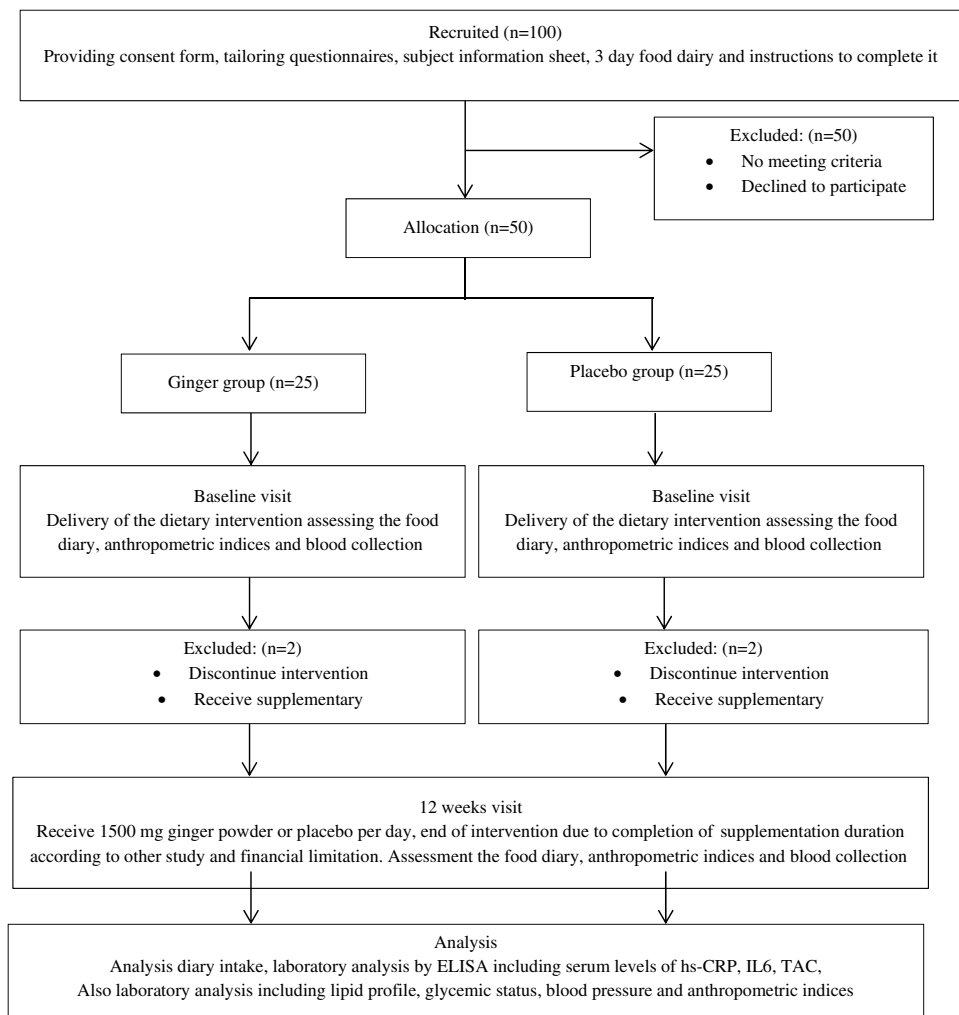 Recruited (n=100)
Providing consent form, tailoring questionnaires, subject information sheet, 3 day food dairy and instructions to complete it
Excluded: (n=50)
• No meeting criteria
• Declined to participate
Allocation (n=50)
Ginger group (n=25)
Placebo group (n=25)
Baseline visit
Delivery of the dietary intervention assessing the food
diary, anthropometric indices and blood collection
Baseline visit
Delivery of the dietary intervention assessing the food
diary, anthropometric indices and blood collection
Excluded: (n=2)
• Discontinue intervention
• Receive supplementary
Excluded: (n=2)
• Discontinue intervention
• Receive supplementary
12 weeks visit
Receive 1500 mg ginger powder or placebo per day, end of intervention due to completion of supplementation duration
according to other study and financial limitation. Assessment the food diary, anthropometric indices and blood collection
Analysis
Analysis diary intake, laboratory analysis by ELISA including serum levels of hs-CRP, IL6, TAC,
Also laboratory analysis including lipid profile, glycemic status, blood pressure and anthropometric indices